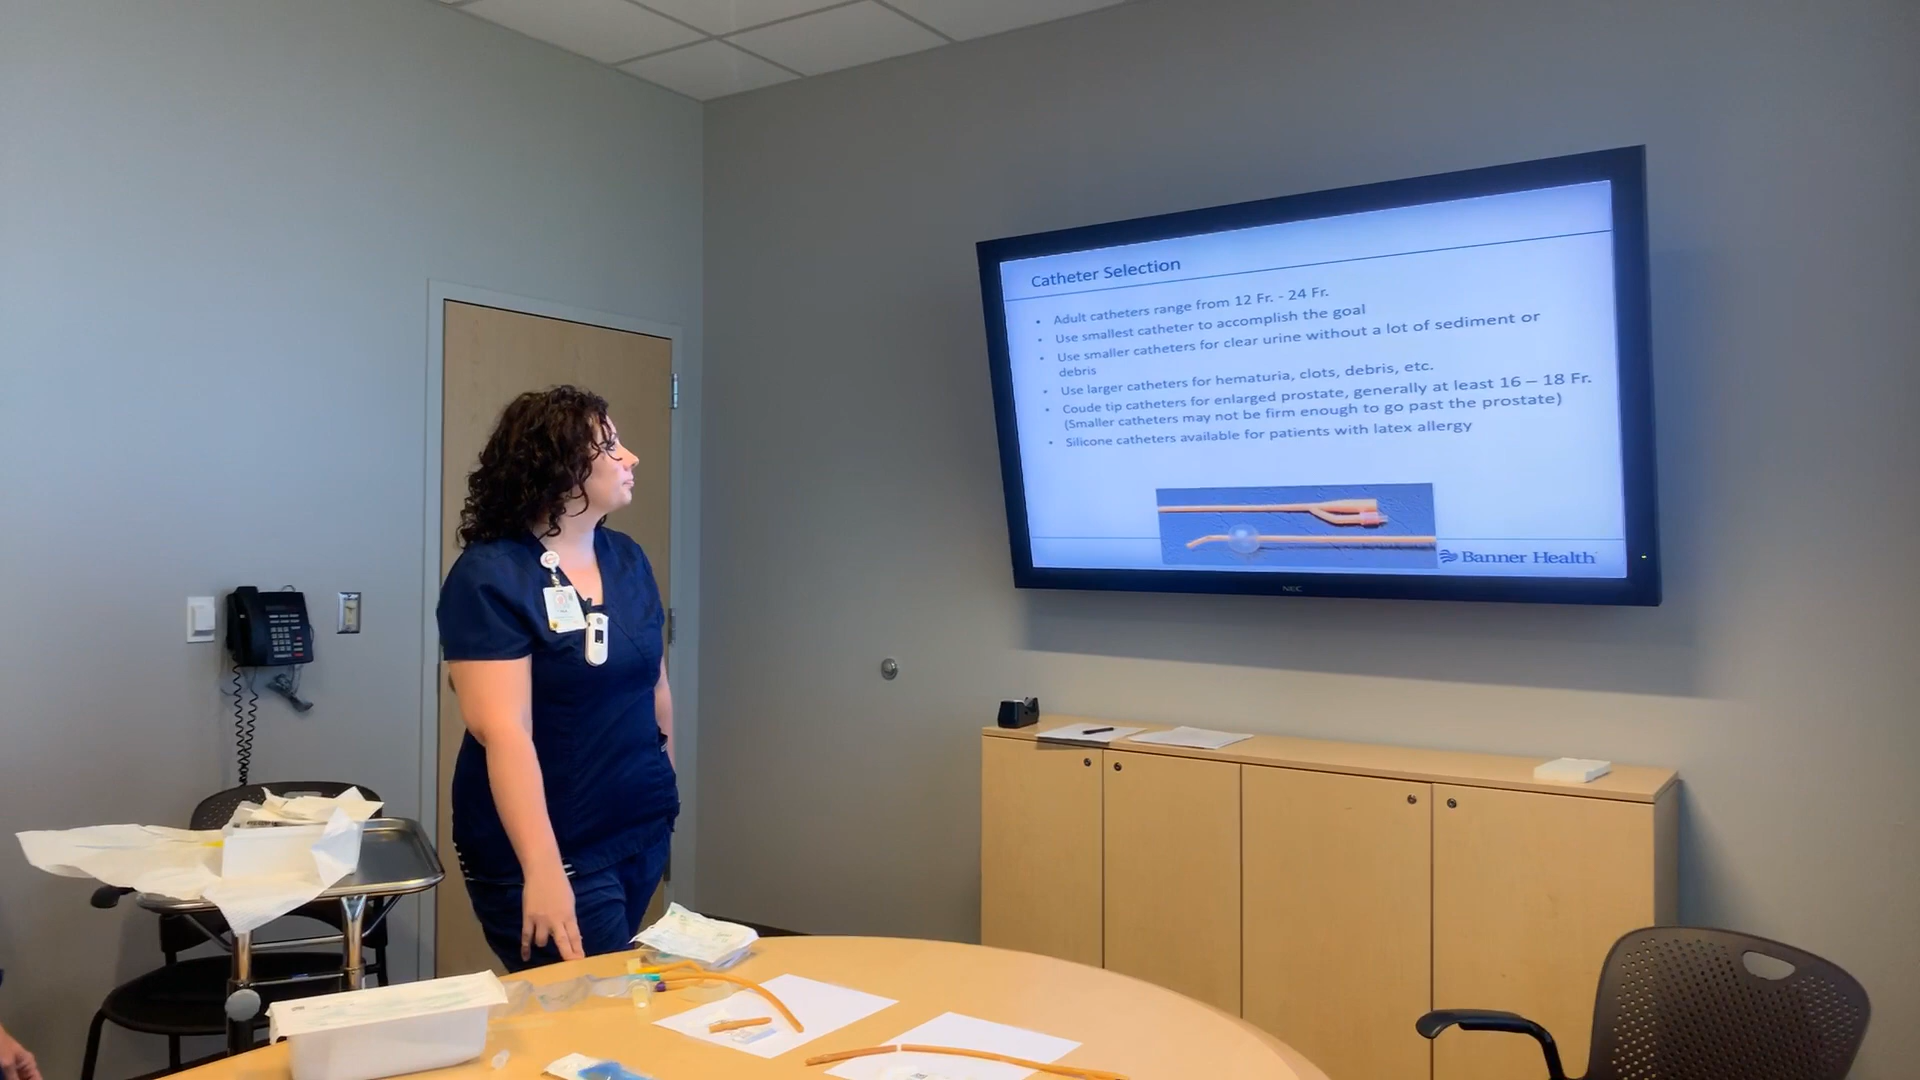 Catheter Selection
• Adult catheters range from 12 Fr. - 24 Fr.
• Use smallest catheter to accomplish the goal
• Use smaller catheters for clear urine without a lot of sediment or
debris
• Use larger catheters for hematuria, clots, debris, etc.
• Coude tip catheters for enlarged prostate, generally at least 16 – 18 Fr.
(Smaller catheters may not be firm enough to go past the prostate)
• Silicone catheters available for patients with latex allergy
Banner Health
NEC